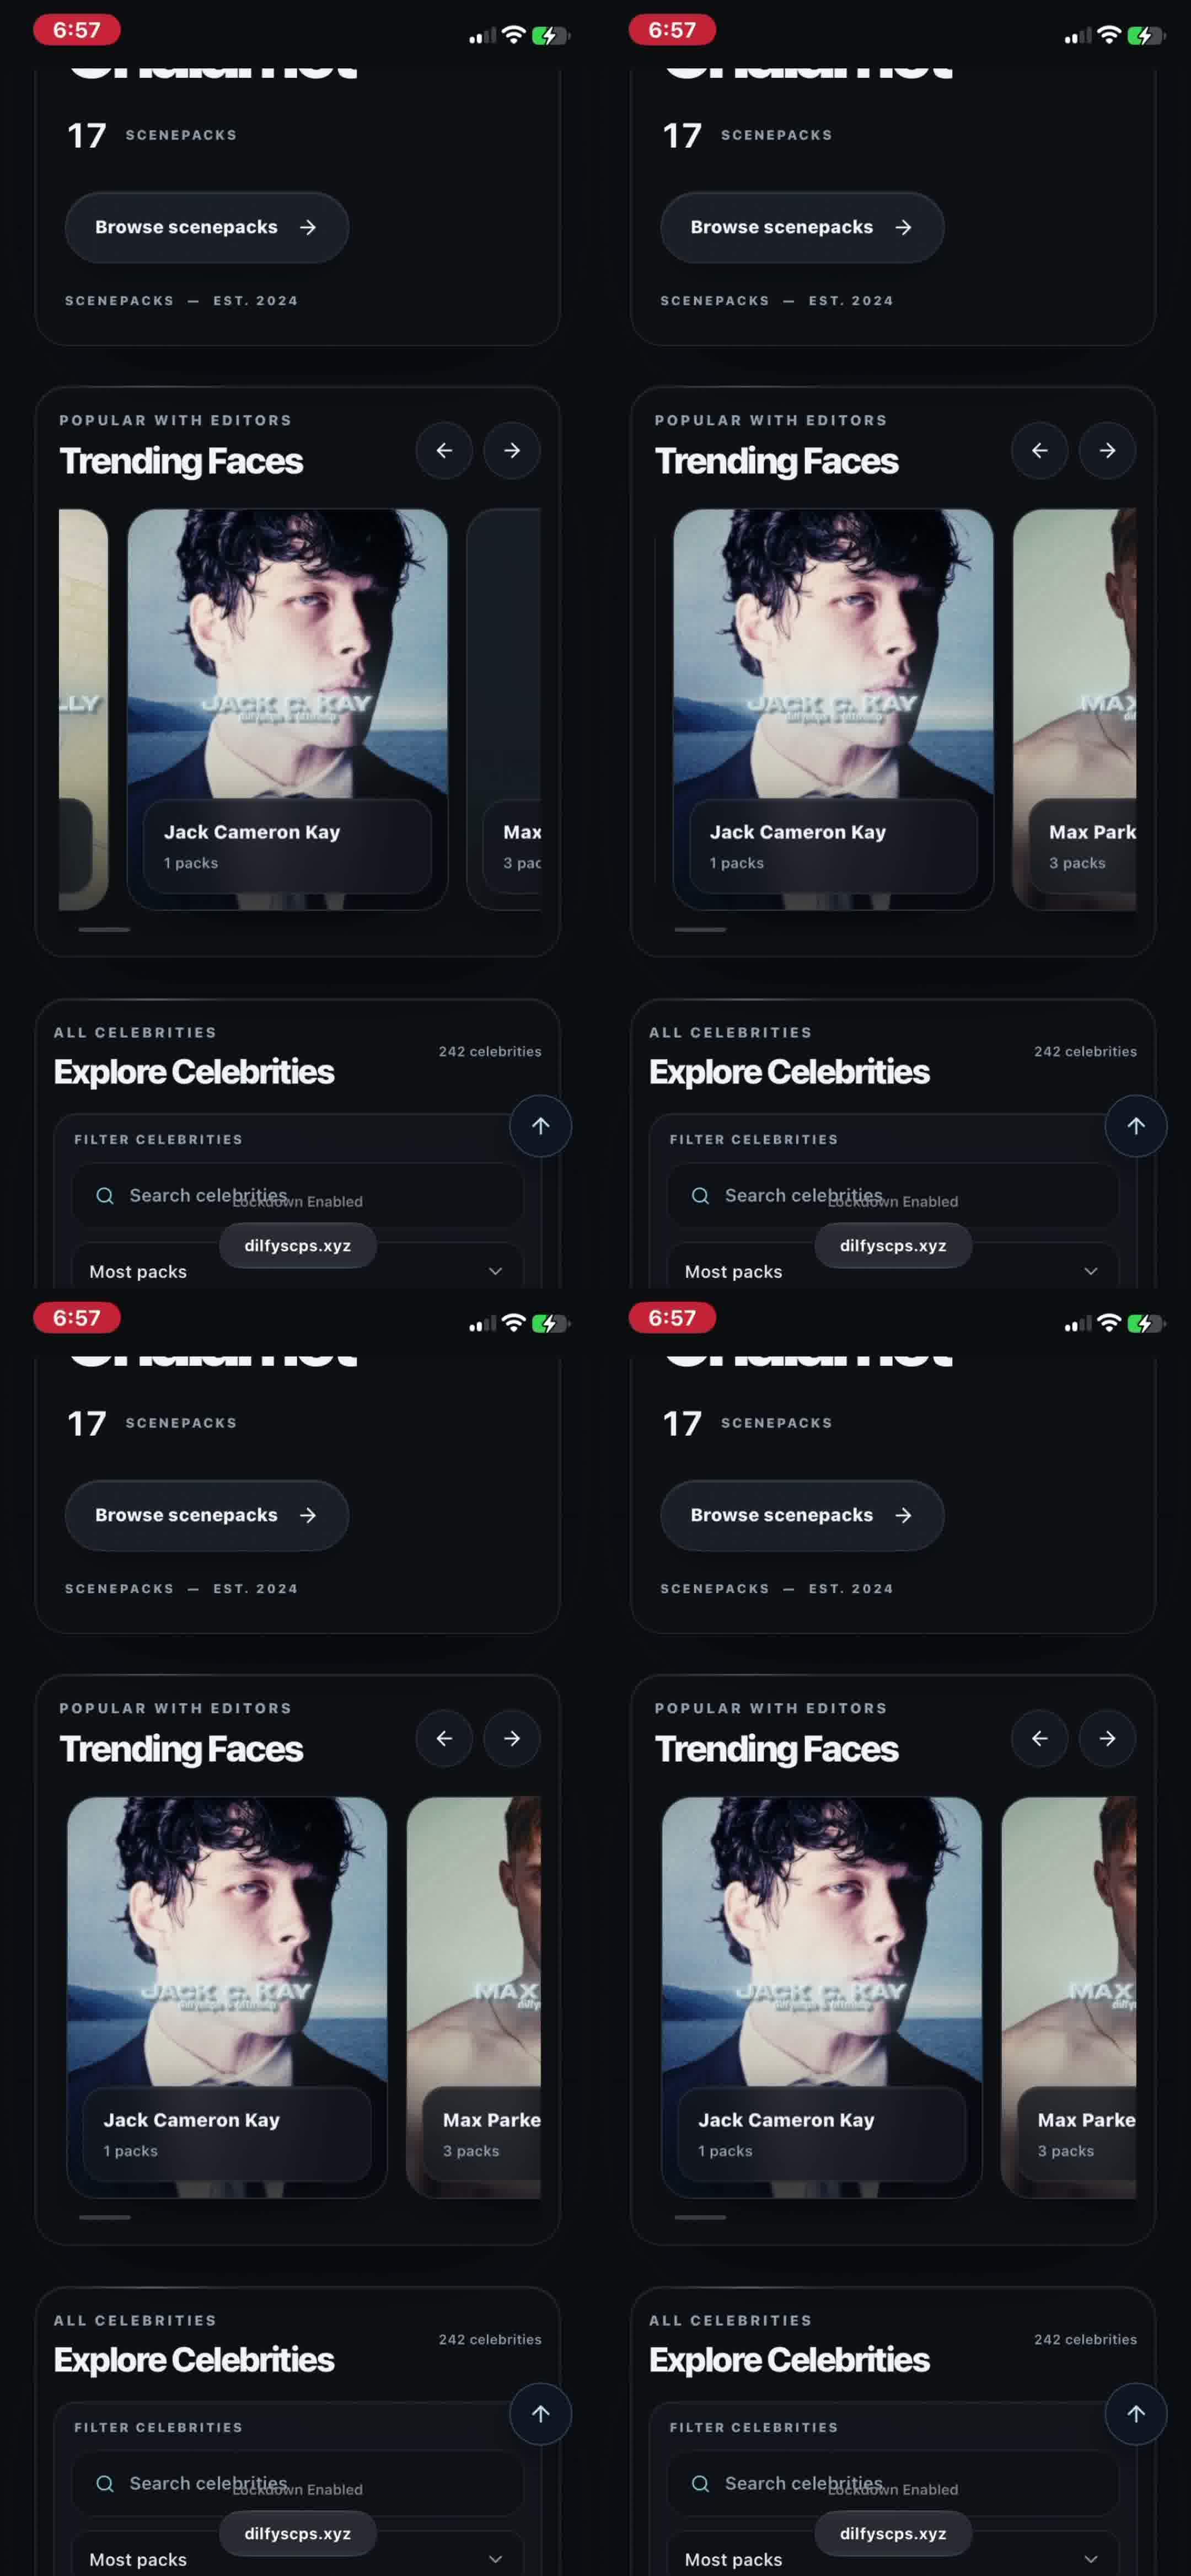 6:57
17 SCENEPACKS
Browse scenepacks →
SCENEPACKS — EST. 2024
POPULAR WITH EDITORS
Trending Faces
LLY
JACK C. KAY
Jack Cameron Kay
1 packs
Max
3 pac
ALL CELEBRITIES
Explore Celebrities
242 celebrities
FILTER CELEBRITIES
Search celebrities
Lockdown Enabled
dilfyscps.xyz
Most packs
6:57
17 SCENEPACKS
Browse scenepacks →
SCENEPACKS — EST. 2024
POPULAR WITH EDITORS
Trending Faces
JACK C. KAY
MAX
Jack Cameron Kay
1 packs
Max Park
3 packs
ALL CELEBRITIES
Explore Celebrities
242 celebrities
FILTER CELEBRITIES
Search celebrities
Lockdown Enabled
dilfyscps.xyz
Most packs
6:57
17 SCENEPACKS
Browse scenepacks →
SCENEPACKS — EST. 2024
POPULAR WITH EDITORS
Trending Faces
JACK C. KAY
MAX
Jack Cameron Kay
1 packs
Max Parke
3 packs
ALL CELEBRITIES
Explore Celebrities
242 celebrities
FILTER CELEBRITIES
Search celebrities
Lockdown Enabled
dilfyscps.xyz
Most packs
6:57
17 SCENEPACKS
Browse scenepacks →
SCENEPACKS — EST. 2024
POPULAR WITH EDITORS
Trending Faces
JACK C. KAY
MAX
Jack Cameron Kay
1 packs
Max Parke
3 packs
ALL CELEBRITIES
Explore Celebrities
242 celebrities
FILTER CELEBRITIES
Search celebrities
Lockdown Enabled
dilfyscps.xyz
Most packs